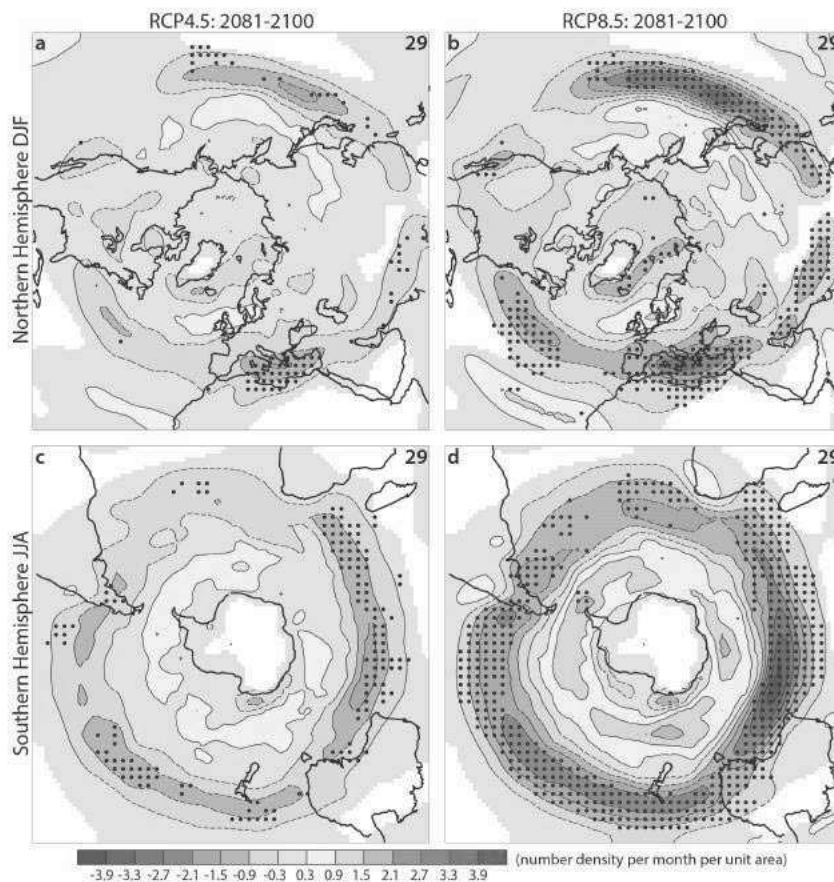 RCP4.5: 2081-2100
RCP8.5: 2081-2100
a
29
b
29
Northern Hemisphere DJF
c
29
d
29
Southern Hemisphere JJA
-3.9 -3.3 -2.7 -2.1 -1.5 -0.9 -0.3 0.3 0.9 1.5 2.1 2.7 3.3 3.9
(number density per month per unit area)